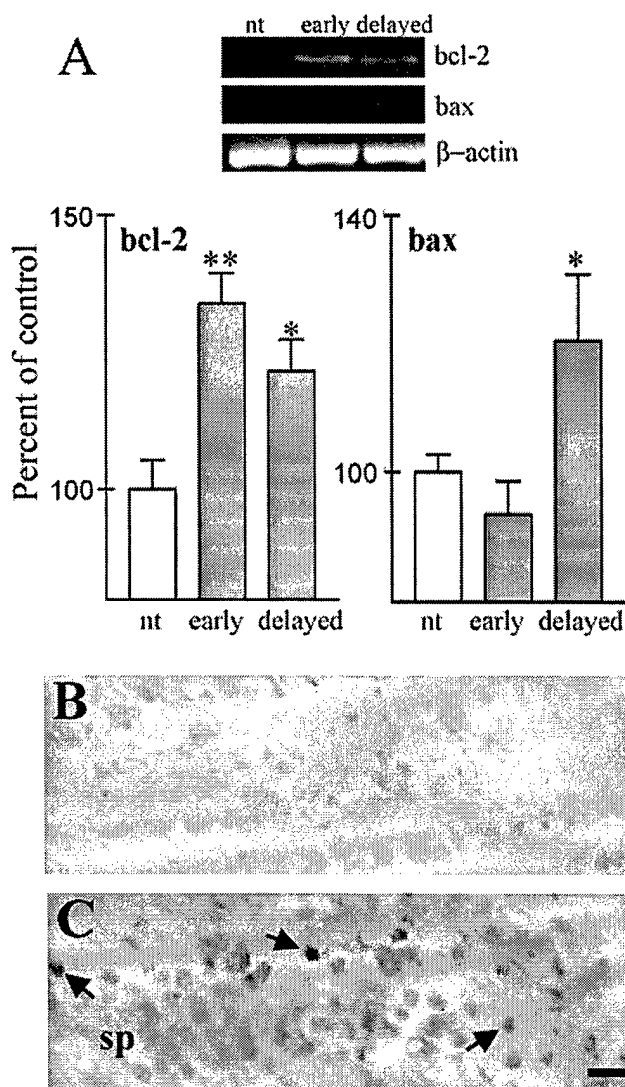 A
nt early delayed
bcl-2
bax
β-actin
Percent of control
150
100
bcl-2
**
*
nt early delayed
140
100
bax
*
nt early delayed
B
C
sp